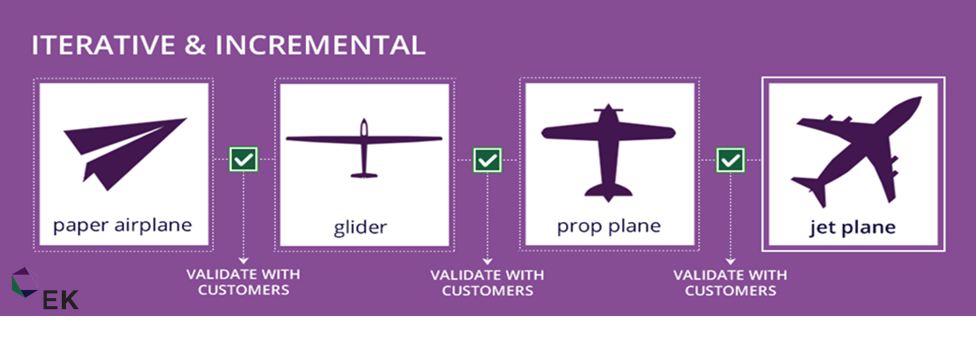 ITERATIVE & INCREMENTAL
paper airplane
glider
prop plane
jet plane
VALIDATE WITH
CUSTOMERS
VALIDATE WITH
CUSTOMERS
VALIDATE WITH
CUSTOMERS
EK